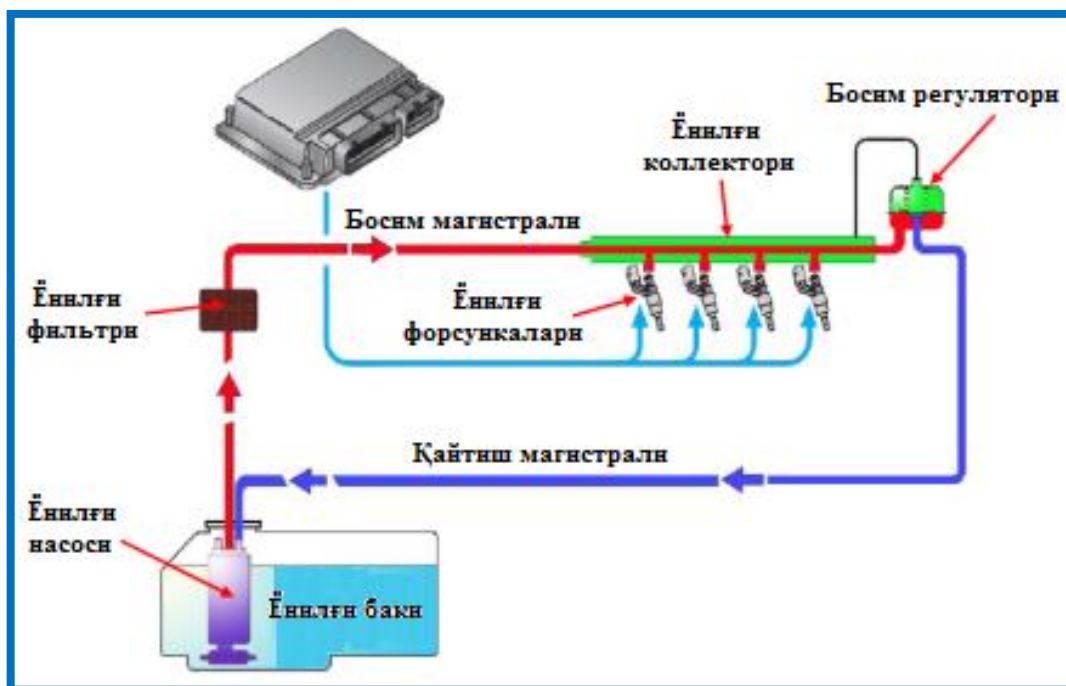 Босим регулятори
Ёнилғи
коллектори
Босим магистрали
Ёнилғи
фильтри
Ёнилғи
форсункалари
Қайтиш магистрали
Ёнилғи
насоси
Ёнилғи баки